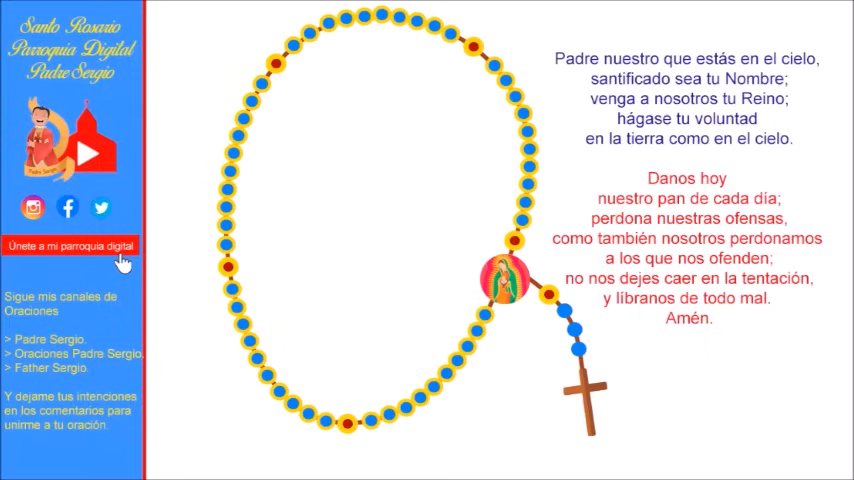 Santo Rosario
Parroquia Digital
Padre Sergio
Padre Sergio
Únete a mi parroquia digital
Sigue mis canales de
Oraciones
> Padre Sergio.
> Oraciones Padre Sergio.
> Father Sergio.
Y dejame tus intenciones
en los comentarios para
unirme a tu oración.
Padre nuestro que estás en el cielo,
santificado sea tu Nombre;
venga a nosotros tu Reino;
hágase tu voluntad
en la tierra como en el cielo.
Danos hoy
nuestro pan de cada día;
perdona nuestras ofensas,
como también nosotros perdonamos
a los que nos ofenden;
no nos dejes caer en la tentación,
y líbranos de todo mal.
Amén.